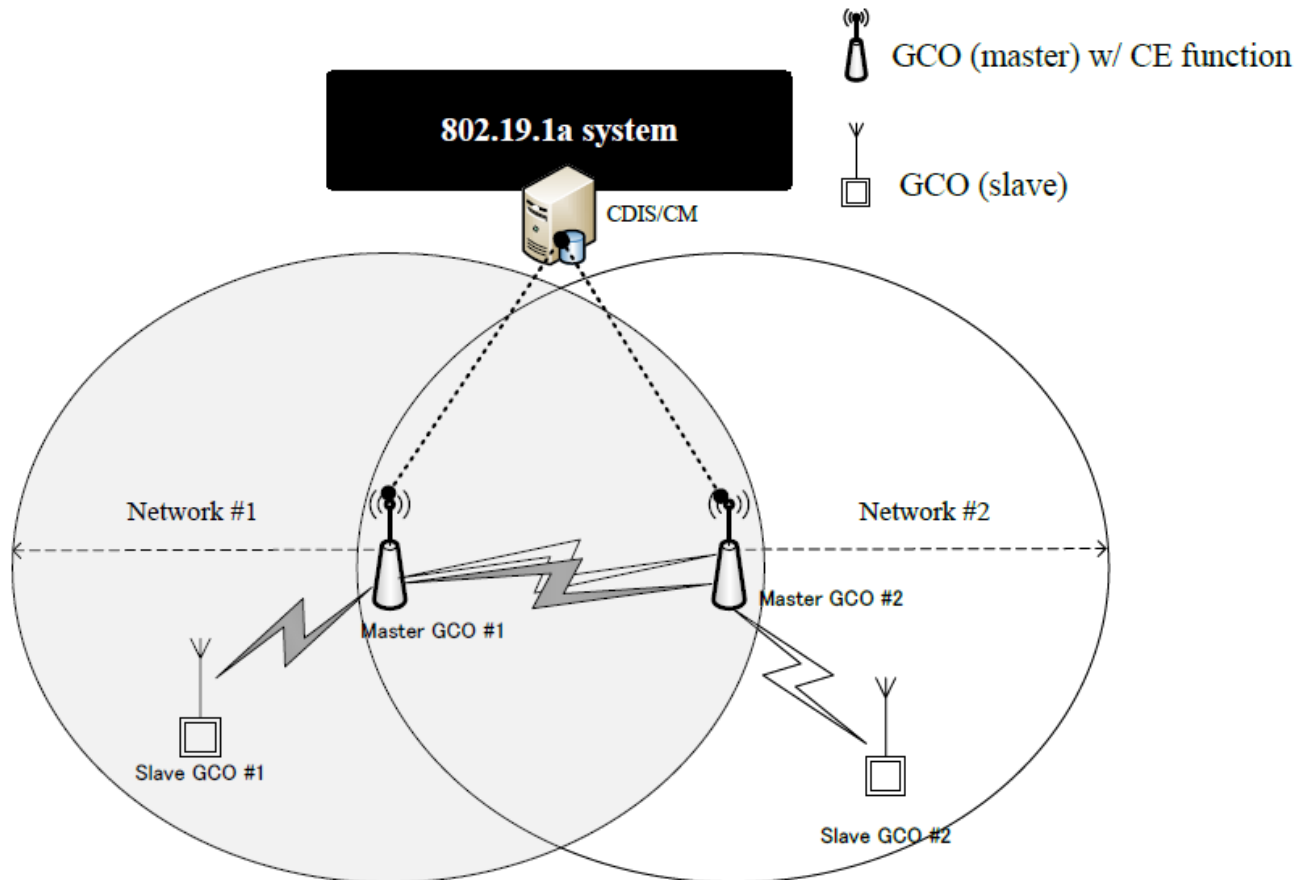 GCO (master) w/ CE function
802.19.1a system
GCO (slave)
CDIS/CM
Network #1
Network #2
Master GCO #2
Master GCO #1
Slave GCO #1
Slave GCO #2